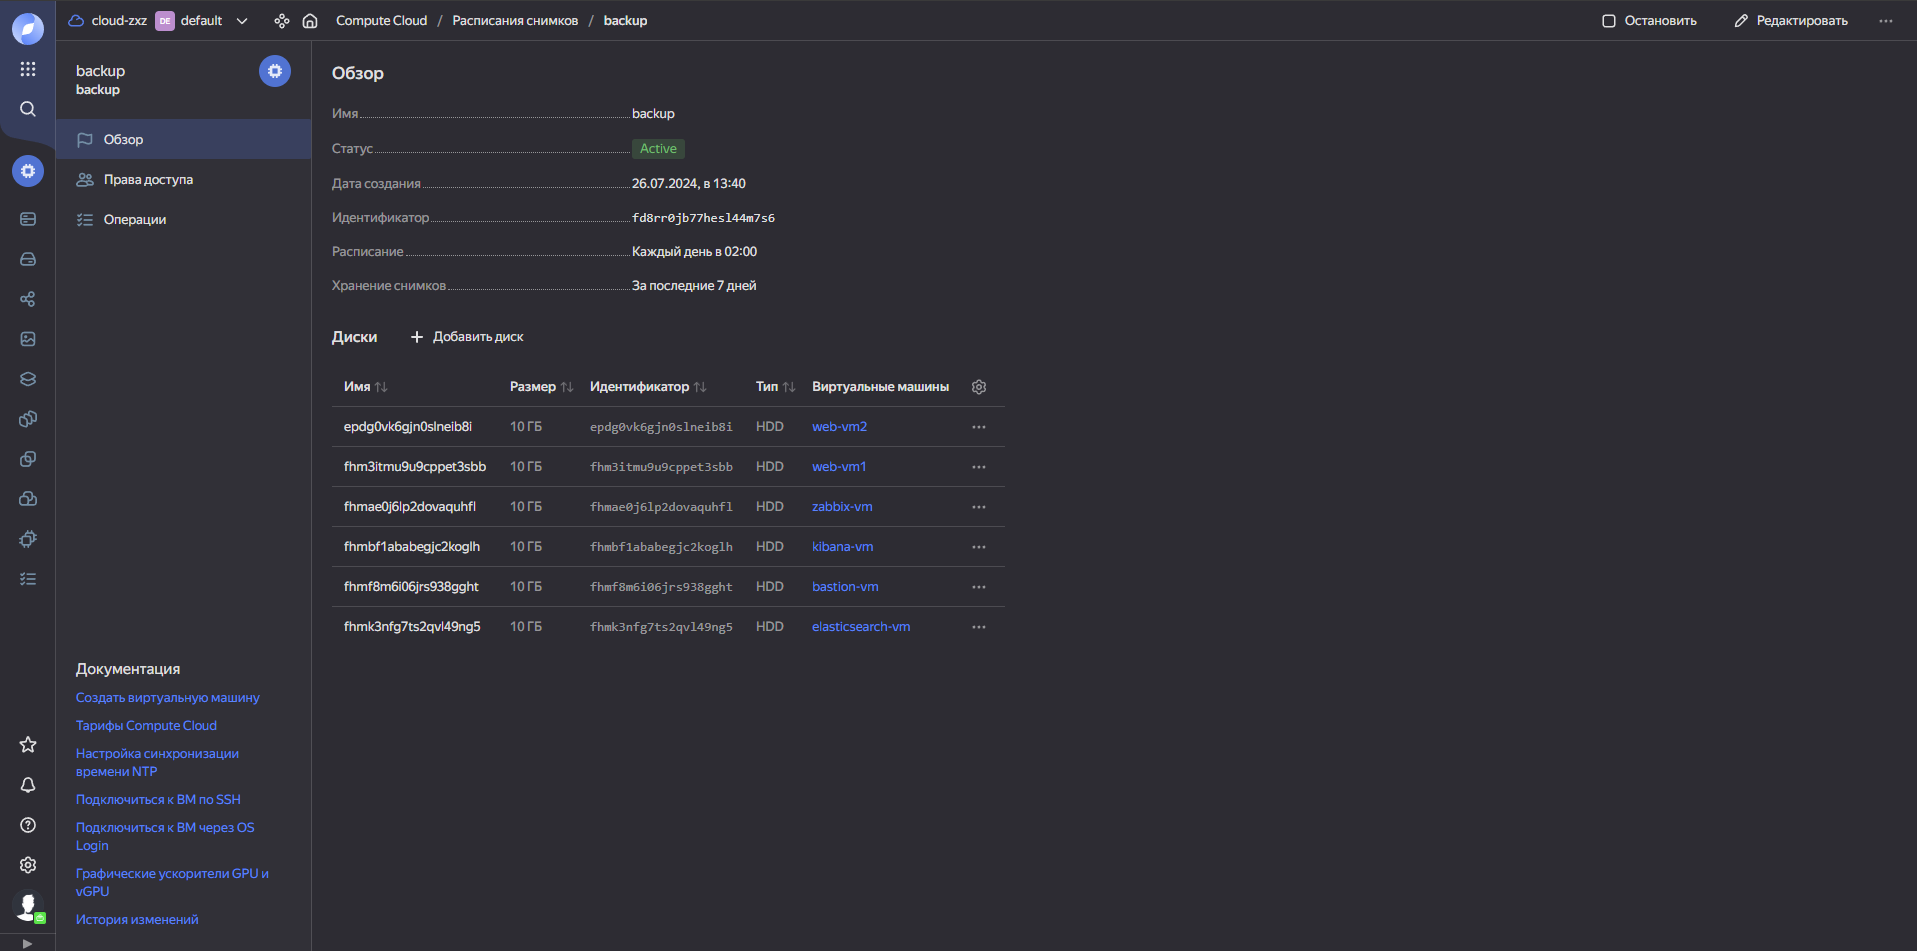 cloud-zxz DE default Compute Cloud / Расписания снимков / backup Остановить Редактировать
backup
backup
Обзор
Права доступа
Операции
Документация
Создать виртуальную машину
Тарифы Compute Cloud
Настройка синхронизации
времени NTP
Подключиться к ВМ по SSH
Подключиться к ВМ через OS
Login
Графические ускорители GPU и
vGPU
История изменений
Обзор
Имя backup
Статус Active
Дата создания 26.07.2024, в 13:40
Идентификатор fd8rr0jb77hesl44m7s6
Расписание Каждый день в 02:00
Хранение снимков За последние 7 дней
Диски + Добавить диск
Имя Размер Идентификатор Тип Виртуальные машины
epdg0vk6gjn0slneib8i 10 ГБ epdg0vk6gjn0slneib8i HDD web-vm2
fhm3itmu9u9cppet3sbb 10 ГБ fhm3itmu9u9cppet3sbb HDD web-vm1
fhmae0j6lp2dovaquhfl 10 ГБ fhmae0j6lp2dovaquhfl HDD zabbix-vm
fhmbf1ababegjc2koglh 10 ГБ fhmbf1ababegjc2koglh HDD kibana-vm
fhmf8m6i06jrs938gght 10 ГБ fhmf8m6i06jrs938gght HDD bastion-vm
fhmk3nfg7ts2qvl49ng5 10 ГБ fhmk3nfg7ts2qvl49ng5 HDD elasticsearch-vm